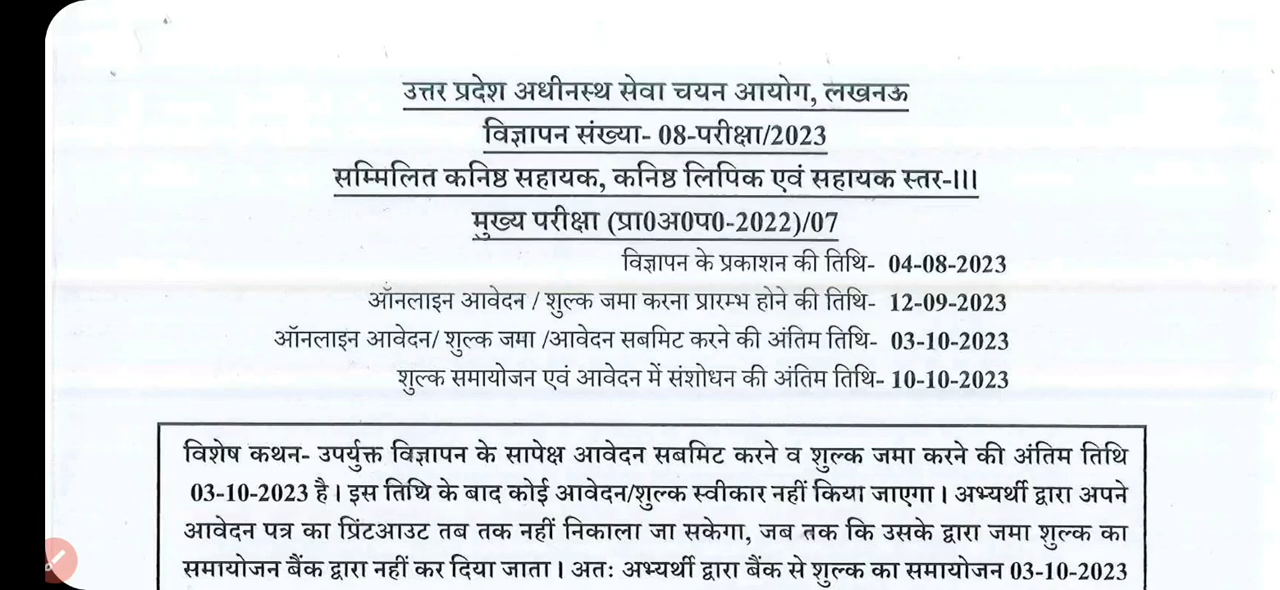 उत्तर प्रदेश अधीनस्थ सेवा चयन आयोग, लखनऊ
विज्ञापन संख्या- 08-परीक्षा/2023
सम्मिलित कनिष्ठ सहायक, कनिष्ठ लिपिक एवं सहायक स्तर-III
मुख्य परीक्षा (प्रा0अ0प0-2022)/07
विज्ञापन के प्रकाशन की तिथि- 04-08-2023
ऑनलाइन आवेदन / शुल्क जमा करना प्रारम्भ होने की तिथि- 12-09-2023
ऑनलाइन आवेदन/ शुल्क जमा /आवेदन सबमिट करने की अंतिम तिथि- 03-10-2023
शुल्क समायोजन एवं आवेदन में संशोधन की अंतिम तिथि- 10-10-2023
विशेष कथन- उपर्युक्त विज्ञापन के सापेक्ष आवेदन सबमिट करने व शुल्क जमा करने की अंतिम तिथि
03-10-2023 है। इस तिथि के बाद कोई आवेदन/शुल्क स्वीकार नहीं किया जाएगा। अभ्यर्थी द्वारा अपने
आवेदन पत्र का प्रिंटआउट तब तक नहीं निकाला जा सकेगा, जब तक कि उसके द्वारा जमा शुल्क का
समायोजन बैंक द्वारा नहीं कर दिया जाता। अतः अभ्यर्थी द्वारा बैंक से शुल्क का समायोजन 03-10-2023